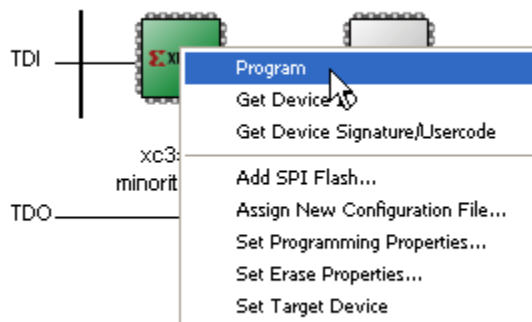 TDI
Program
Get Device ID
Get Device Signature/Usercode
xc3s
minorit
Add SPI Flash...
TDO
Assign New Configuration File...
Set Programming Properties...
Set Erase Properties...
Set Target Device